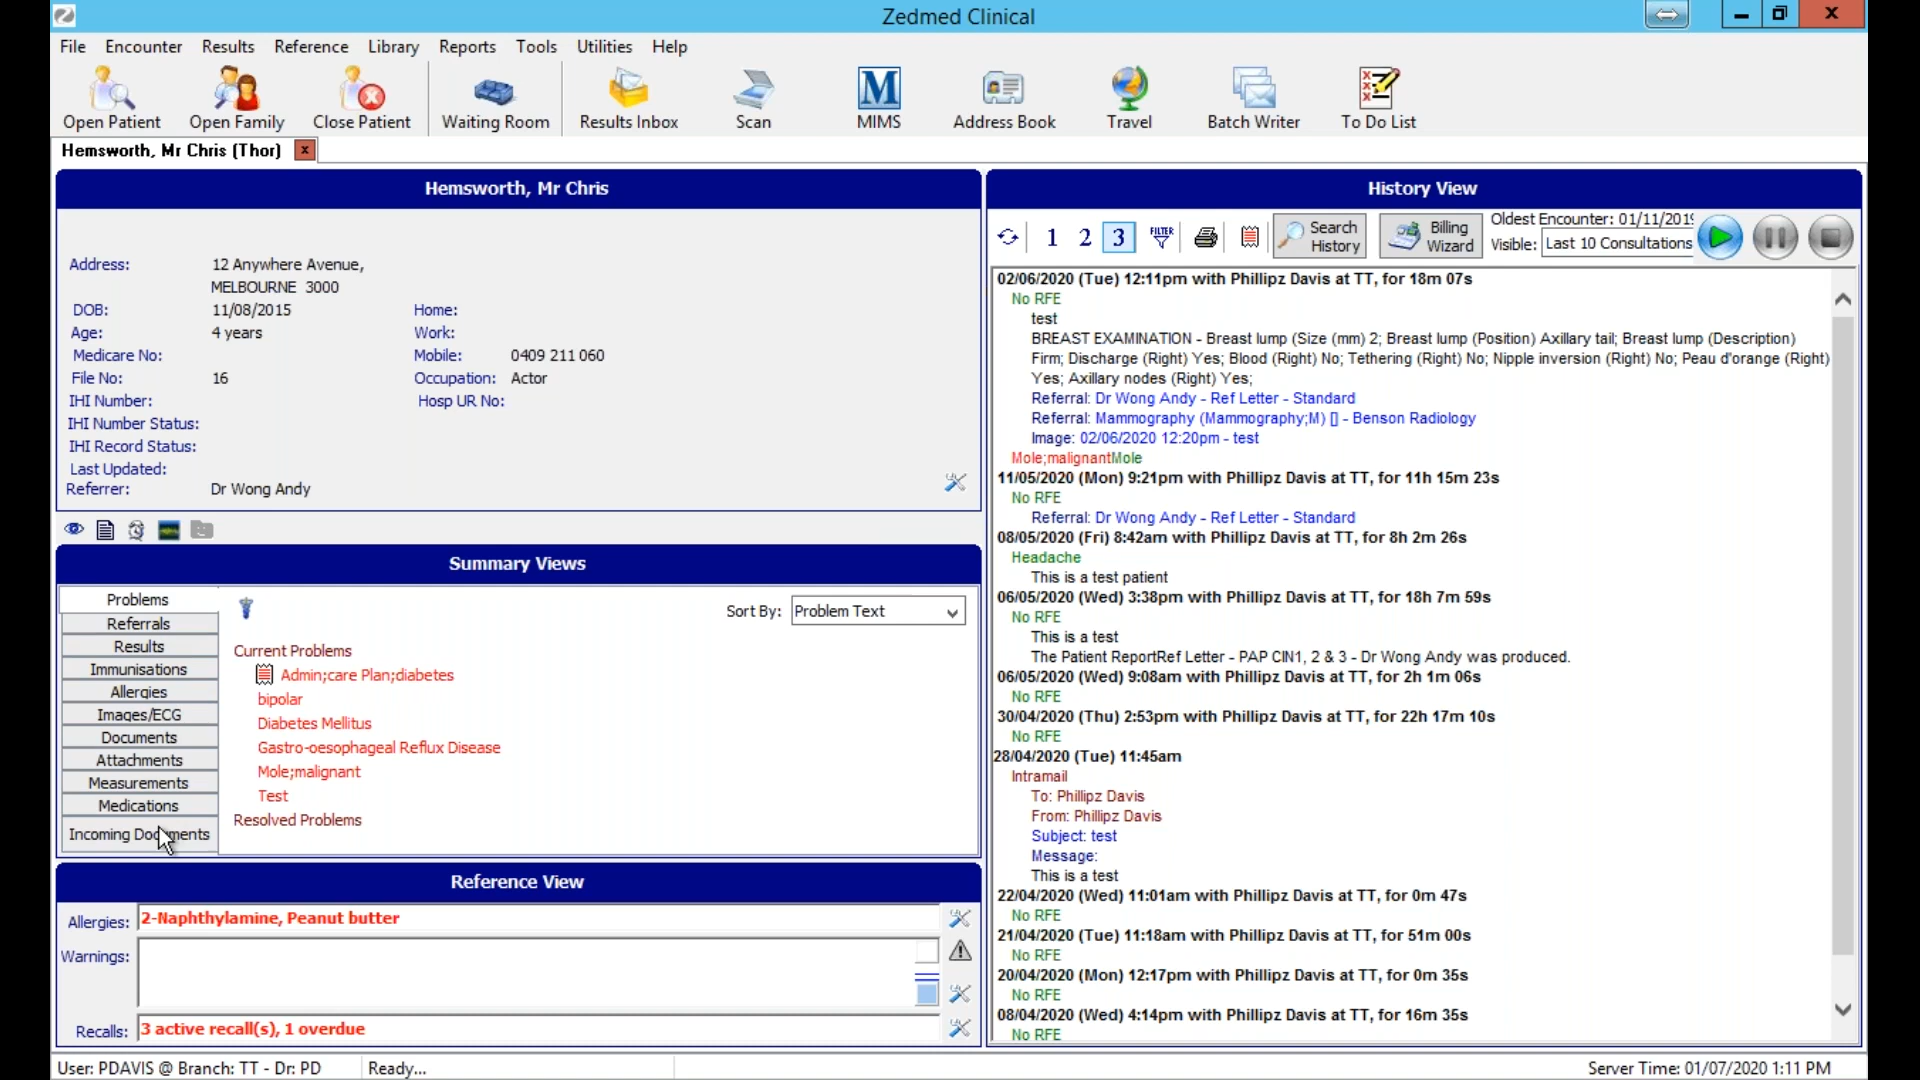 Zedmed Clinical
File Encounter Results Reference Library Reports Tools Utilities Help
Open Patient Open Family Close Patient Waiting Room Results Inbox Scan MIMS Address Book Travel Batch Writer To Do List
Hemsworth, Mr Chris (Thor)
Hemsworth, Mr Chris
Address: 12 Anywhere Avenue,
MELBOURNE 3000
DOB: 11/08/2015 Home:
Age: 4 years Work:
Medicare No: Mobile: 0409 211 060
File No: 16 Occupation: Actor
IHI Number: Hosp UR No:
IHI Number Status:
IHI Record Status:
Last Updated:
Referrer: Dr Wong Andy
Summary Views
Problems
Referrals
Results
Immunisations
Allergies
Images/ECG
Documents
Attachments
Measurements
Medications
Incoming Documents
Sort By: Problem Text
Current Problems
Admin;care Plan;diabetes
bipolar
Diabetes Mellitus
Gastro-oesophageal Reflux Disease
Mole;malignant
Test
Resolved Problems
Reference View
Allergies: 2-Naphthylamine, Peanut butter
Warnings:
Recalls: 3 active recall(s), 1 overdue
History View
1 2 3 FILTER Search History Billing Wizard
Oldest Encounter: 01/11/2019
Visible: Last 10 Consultations
02/06/2020 (Tue) 12:11pm with Phillipz Davis at TT, for 18m 07s
No RFE
test
BREAST EXAMINATION - Breast lump (Size (mm) 2; Breast lump (Position) Axillary tail; Breast lump (Description)
Firm; Discharge (Right) Yes; Blood (Right) No; Tethering (Right) No; Nipple inversion (Right) No; Peau d'orange (Right)
Yes; Axillary nodes (Right) Yes;
Referral: Dr Wong Andy - Ref Letter - Standard
Referral: Mammography (Mammography;M) [] - Benson Radiology
Image: 02/06/2020 12:20pm - test
Mole;malignantMole
11/05/2020 (Mon) 9:21pm with Phillipz Davis at TT, for 11h 15m 23s
No RFE
Referral: Dr Wong Andy - Ref Letter - Standard
08/05/2020 (Fri) 8:42am with Phillipz Davis at TT, for 8h 2m 26s
Headache
This is a test patient
06/05/2020 (Wed) 3:38pm with Phillipz Davis at TT, for 18h 7m 59s
No RFE
This is a test
The Patient ReportRef Letter - PAP CIN1, 2 & 3 - Dr Wong Andy was produced.
06/05/2020 (Wed) 9:08am with Phillipz Davis at TT, for 2h 1m 06s
No RFE
30/04/2020 (Thu) 2:53pm with Phillipz Davis at TT, for 22h 17m 10s
No RFE
28/04/2020 (Tue) 11:45am
Intramail
To: Phillipz Davis
From: Phillipz Davis
Subject: test
Message:
This is a test
22/04/2020 (Wed) 11:01am with Phillipz Davis at TT, for 0m 47s
No RFE
21/04/2020 (Tue) 11:18am with Phillipz Davis at TT, for 51m 00s
No RFE
20/04/2020 (Mon) 12:17pm with Phillipz Davis at TT, for 0m 35s
No RFE
08/04/2020 (Wed) 4:14pm with Phillipz Davis at TT, for 16m 35s
No RFE
User: PDAVIS @ Branch: TT - Dr: PD Ready... Server Time: 01/07/2020 1:11 PM